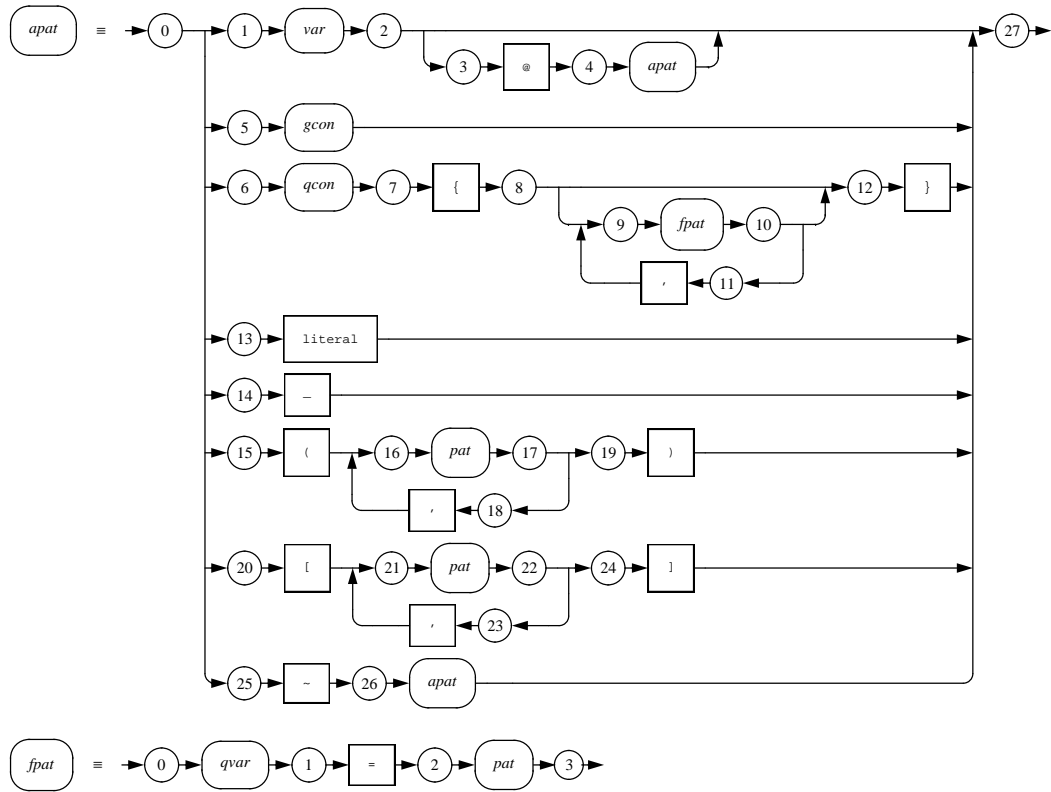 apat ≡ 0 1 var 2 27
3 @ 4 apat
5 gcon
6 qcon 7 { 8 12 }
9 fpat 10
, 11
13 literal
14 _
15 ( 16 pat 17 19 )
, 18
20 [ 21 pat 22 24 ]
, 23
25 ~ 26 apat
fpat ≡ 0 qvar 1 = 2 pat 3